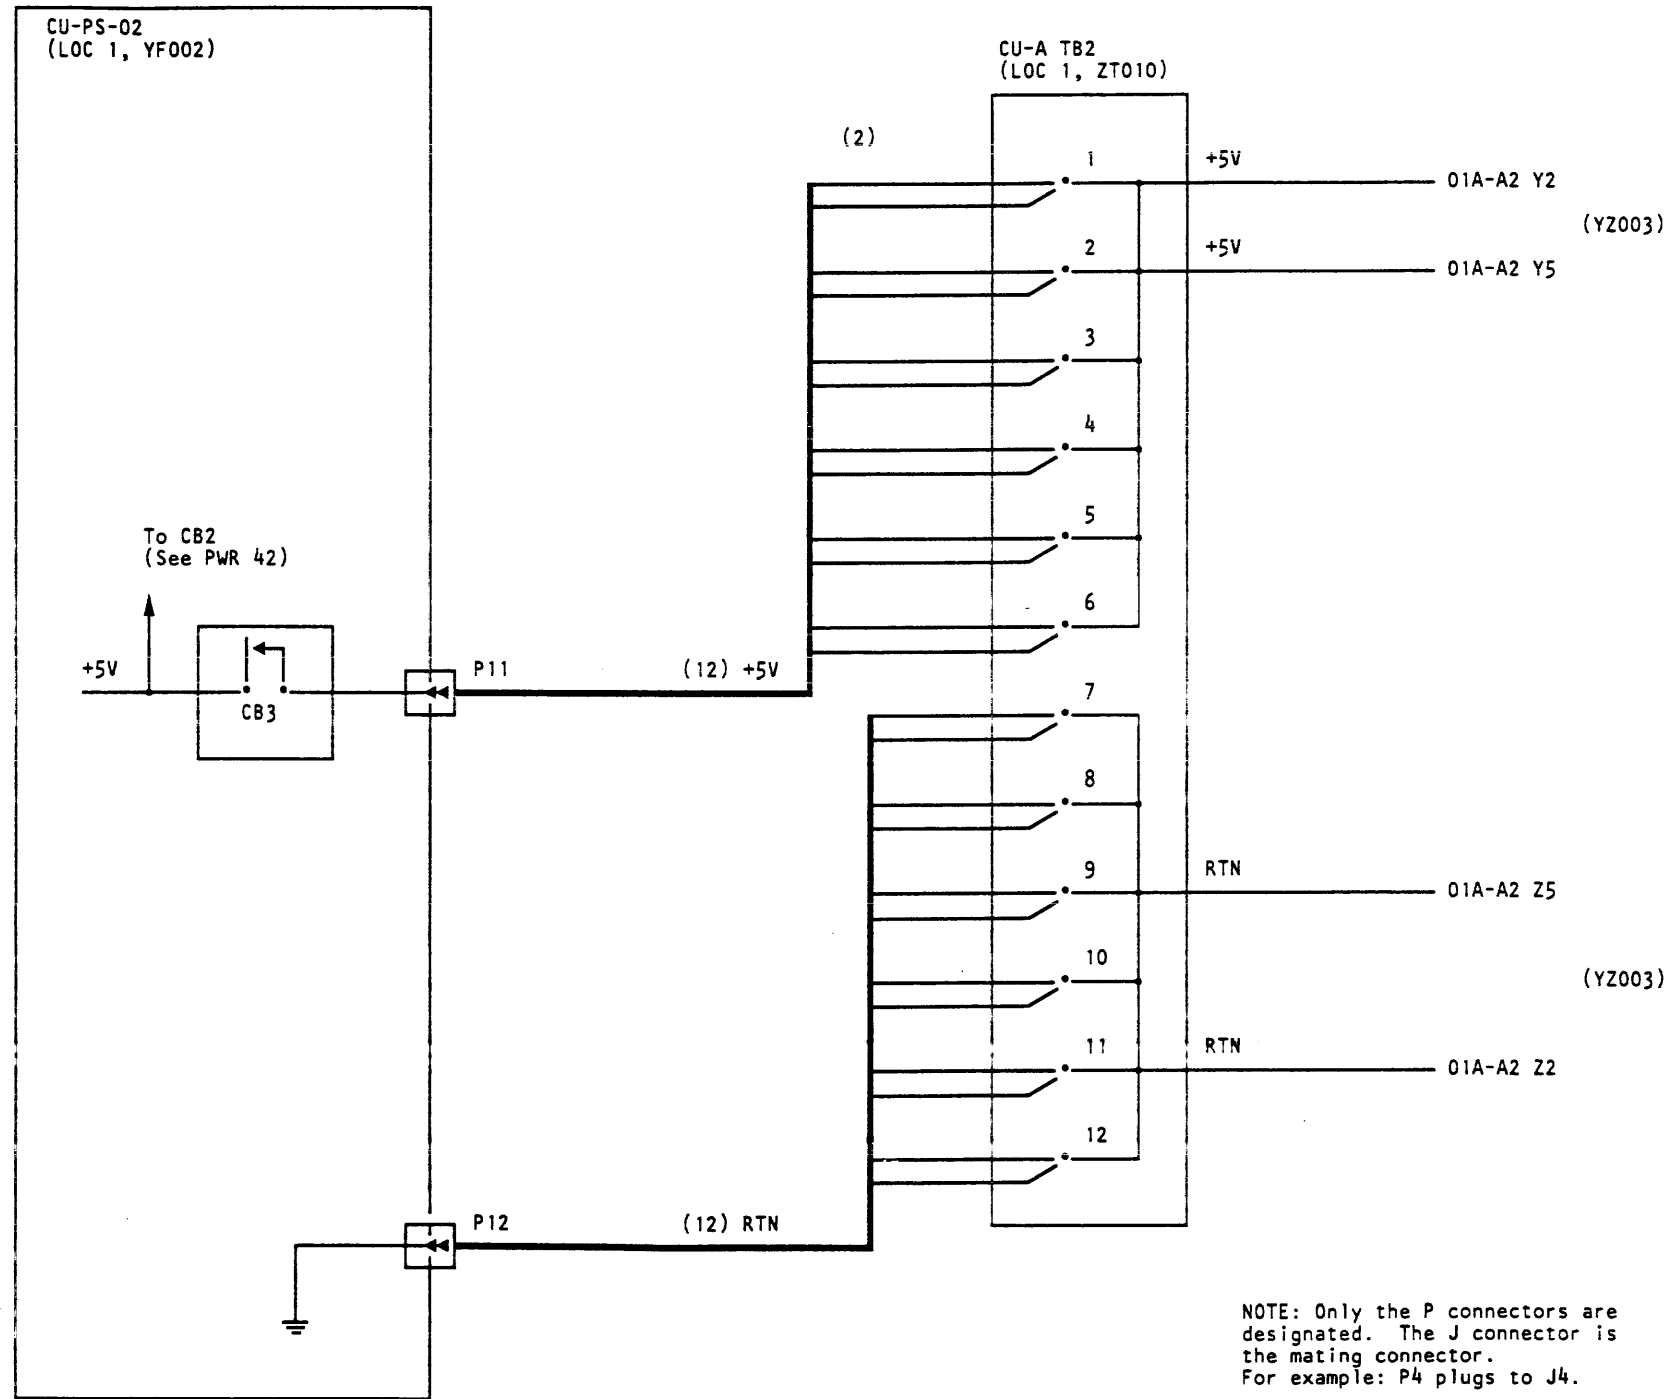 CU-PS-02
(LOC 1, YF002)
CU-A TB2
(LOC 1, ZT010)
(2)
1
+5V
01A-A2 Y2
(YZ003)
2
+5V
01A-A2 Y5
3
4
5
To CB2
(See PWR 42)
6
+5V
CB3
P11
(12) +5V
7
8
9
RTN
01A-A2 Z5
10
(YZ003)
11
RTN
01A-A2 Z2
12
P12
(12) RTN
NOTE: Only the P connectors are
designated. The J connector is
the mating connector.
For example: P4 plugs to J4.